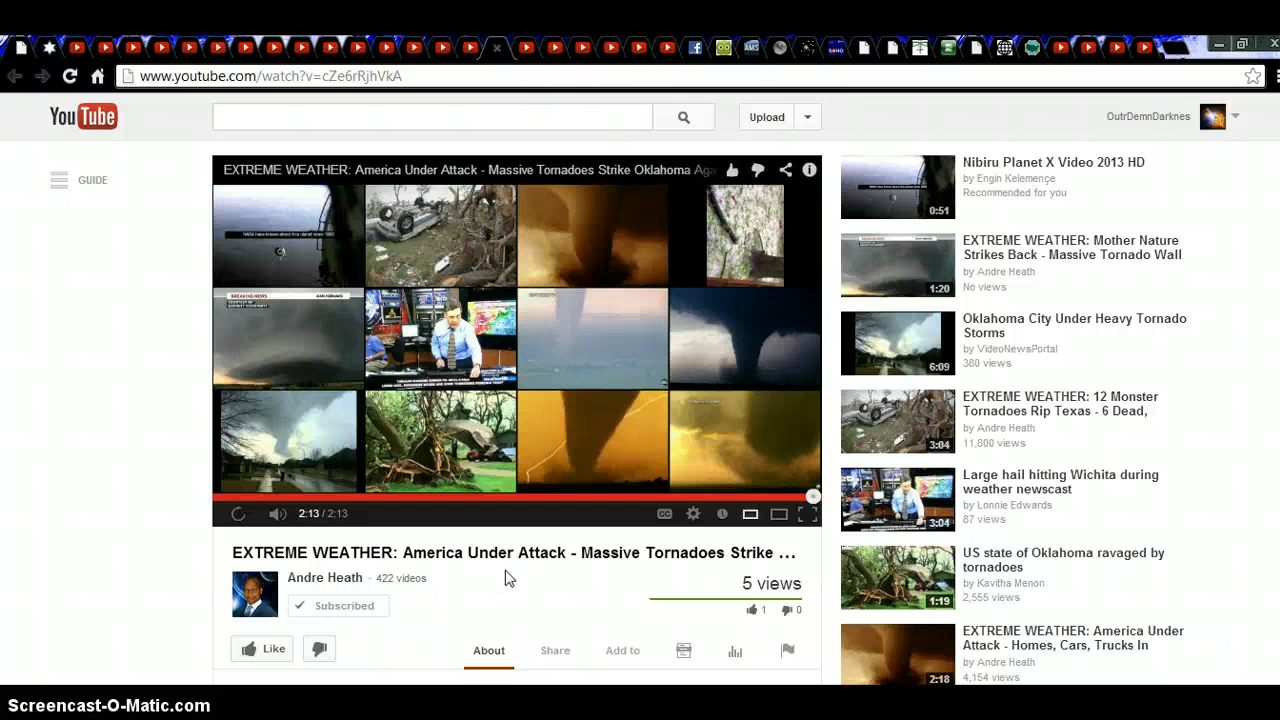 www.youtube.com/watch?v=cZe6rRjhVkA
YouTube
Upload
OutrDemnDarknes
GUIDE
EXTREME WEATHER: America Under Attack - Massive Tornadoes Strike Oklahoma Aga
BREAKING NEWS
2:13 / 2:13
CC
EXTREME WEATHER: America Under Attack - Massive Tornadoes Strike ...
Andre Heath · 422 videos
Subscribed
5 views
1 0
Like
About Share Add to
Nibiru Planet X Video 2013 HD
by Engin Kelemençe
Recommended for you
0:51
EXTREME WEATHER: Mother Nature
Strikes Back - Massive Tornado Wall
by Andre Heath
No views
1:20
Oklahoma City Under Heavy Tornado
Storms
by VideoNewsPortal
380 views
6:09
EXTREME WEATHER: 12 Monster
Tornadoes Rip Texas - 6 Dead,
by Andre Heath
11,800 views
3:04
Large hail hitting Wichita during
weather newscast
by Lonnie Edwards
87 views
3:04
US state of Oklahoma ravaged by
tornadoes
by Kavitha Menon
2,555 views
1:19
EXTREME WEATHER: America Under
Attack - Homes, Cars, Trucks In
by Andre Heath
4,154 views
2:18
Screencast-O-Matic.com